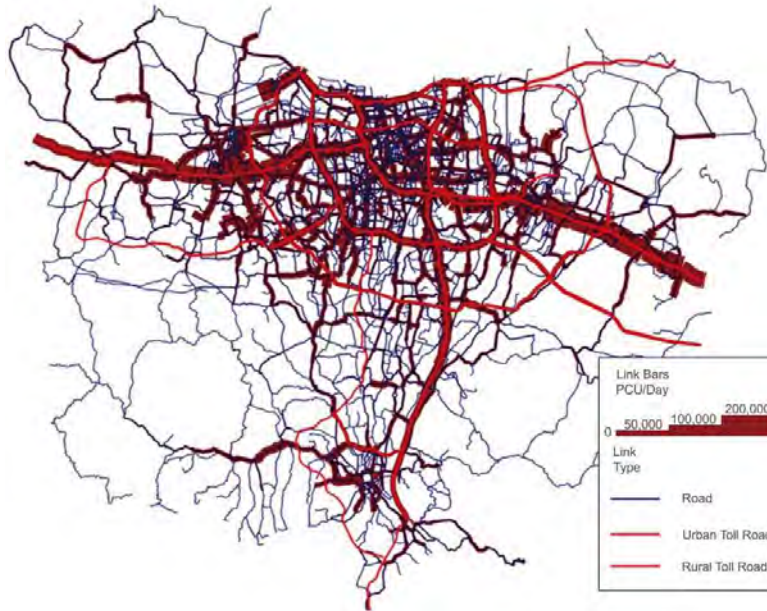 Link Bars
PCU/Day
0 50,000 100,000 200,000
Link
Type
Road
Urban Toll Road
Rural Toll Road